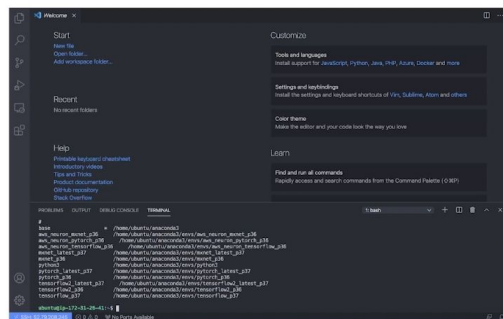 Welcome
Start
New file
Open folder...
Add workspace folder...
Recent
No recent folders
Help
Printable keyboard cheatsheet
Introductory videos
Tips and Tricks
Product documentation
GitHub repository
Stack Overflow
Customize
Tools and languages
Install support for JavaScript, Python, Java, PHP, Azure, Docker and more
Settings and keybindings
Install the settings and keyboard shortcuts of Vim, Sublime, Atom and others
Color theme
Make the editor and your code look the way you love
Learn
Find and run all commands
Rapidly access and search commands from the Command Palette (⇧⌘P)
PROBLEMS OUTPUT DEBUG CONSOLE TERMINAL 1: bash
#
base * /home/ubuntu/anaconda3
aws_neuron_mxnet_p36 /home/ubuntu/anaconda3/envs/aws_neuron_mxnet_p36
aws_neuron_pytorch_p36 /home/ubuntu/anaconda3/envs/aws_neuron_pytorch_p36
aws_neuron_tensorflow_p36 /home/ubuntu/anaconda3/envs/aws_neuron_tensorflow_p36
mxnet_latest_p37 /home/ubuntu/anaconda3/envs/mxnet_latest_p37
mxnet_p36 /home/ubuntu/anaconda3/envs/mxnet_p36
python3 /home/ubuntu/anaconda3/envs/python3
pytorch_latest_p37 /home/ubuntu/anaconda3/envs/pytorch_latest_p37
pytorch_p36 /home/ubuntu/anaconda3/envs/pytorch_p36
tensorflow2_latest_p37 /home/ubuntu/anaconda3/envs/tensorflow2_latest_p37
tensorflow2_p36 /home/ubuntu/anaconda3/envs/tensorflow2_p36
tensorflow_p37 /home/ubuntu/anaconda3/envs/tensorflow_p37
ubuntu@ip-172-31-28-41:~$
0 0 No Ports Available